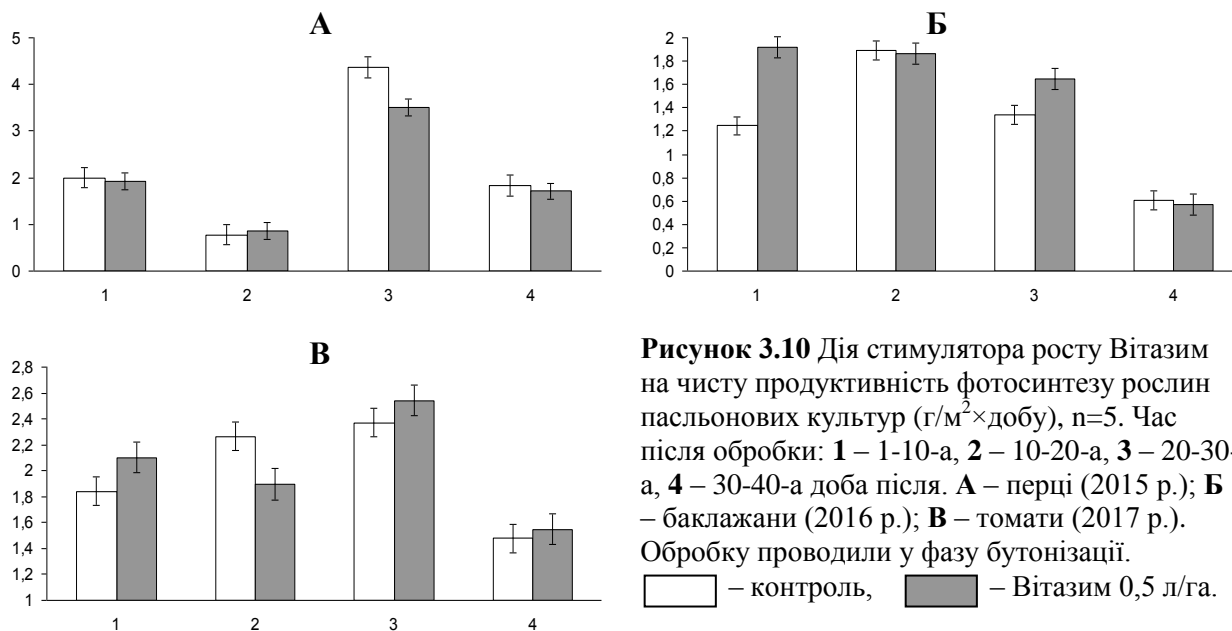 А
5
4
3
2
1
0
1 2 3 4
Б
2
1,8
1,6
1,4
1,2
1
0,8
0,6
0,4
0,2
0
1 2 3 4
В
2,8
2,6
2,4
2,2
2
1,8
1,6
1,4
1,2
1
1 2 3 4
Рисунок 3.10 Дія стимулятора росту Вітазим
на чисту продуктивність фотосинтезу рослин
пасльонових культур (г/м²×добу), n=5. Час
після обробки: 1 – 1-10-а, 2 – 10-20-а, 3 – 20-30-
а, 4 – 30-40-а доба після. А – перці (2015 р.); Б
– баклажани (2016 р.); В – томати (2017 р.).
Обробку проводили у фазу бутонізації.
– контроль, – Вітазим 0,5 л/га.